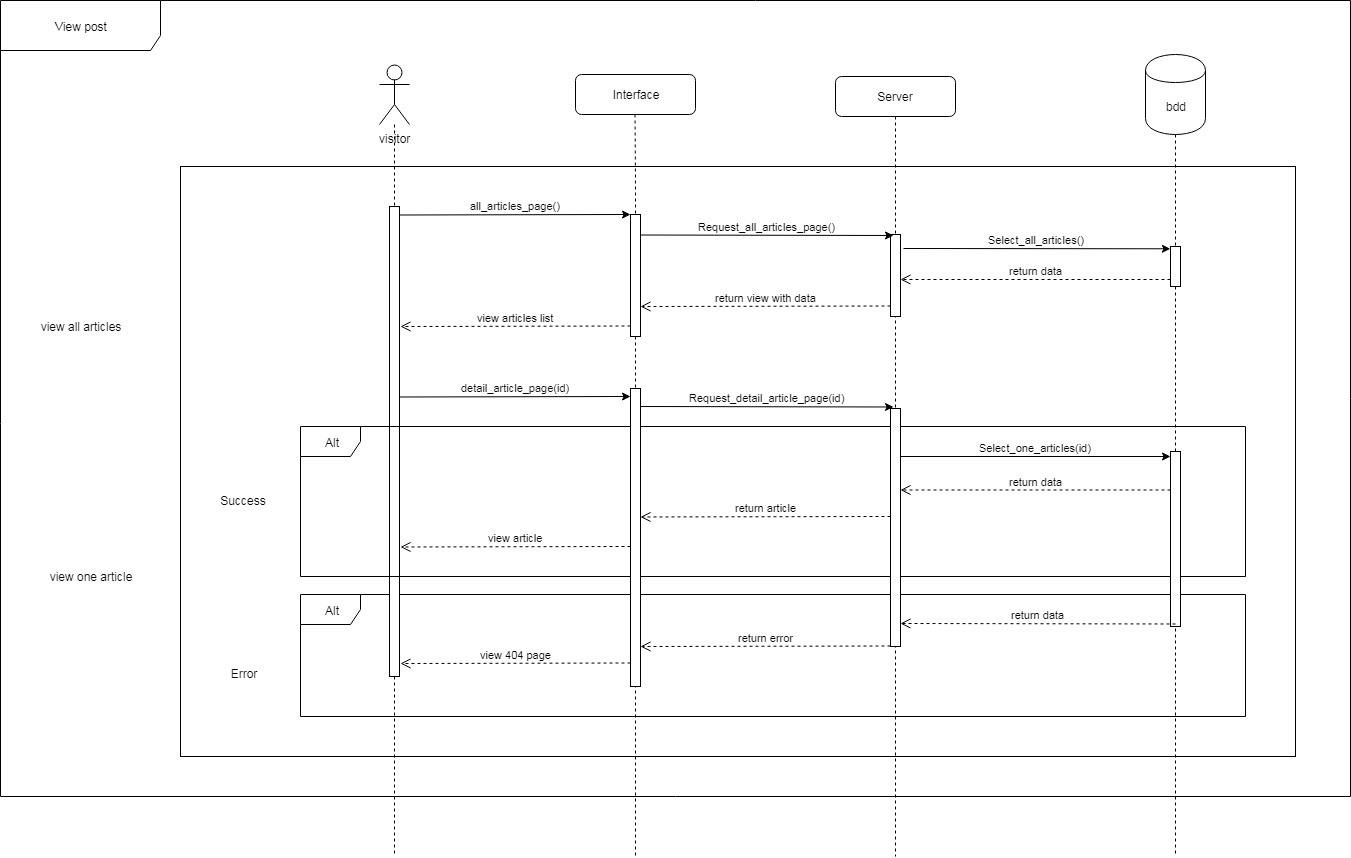 View post
visitor
Interface
Server
bdd
all_articles_page()
Request_all_articles_page()
Select_all_articles()
return data
return view with data
view articles list
view all articles
detail_article_page(id)
Request_detail_article_page(id)
Alt
Select_one_articles(id)
return data
Success
return article
view article
view one article
Alt
return data
return error
view 404 page
Error